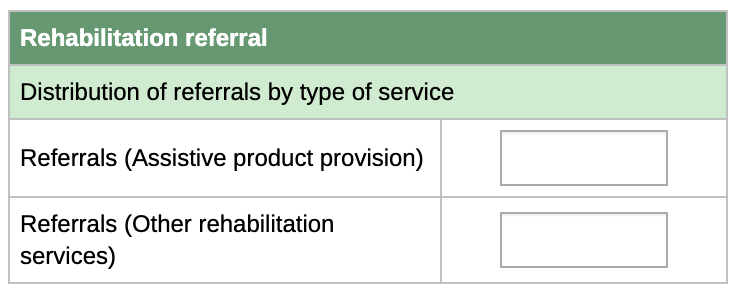 Rehabilitation referral
Distribution of referrals by type of service
Referrals (Assistive product provision)
Referrals (Other rehabilitation
services)